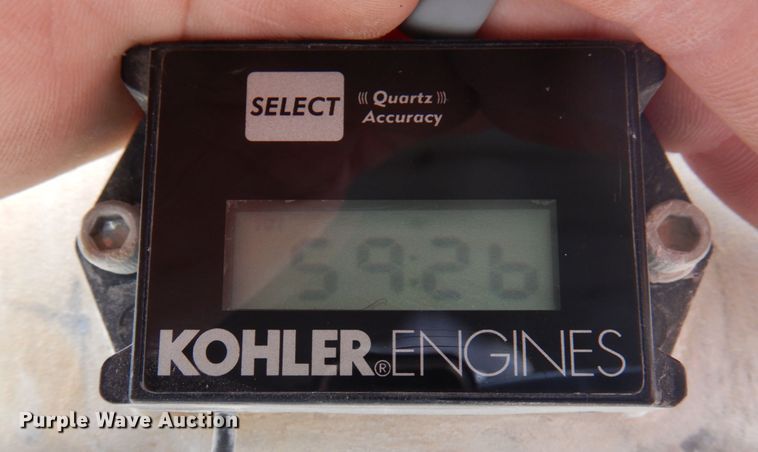 SELECT
Quartz
Accuracy
59:26
KOHLER® ENGINES
Purple Wave Auction